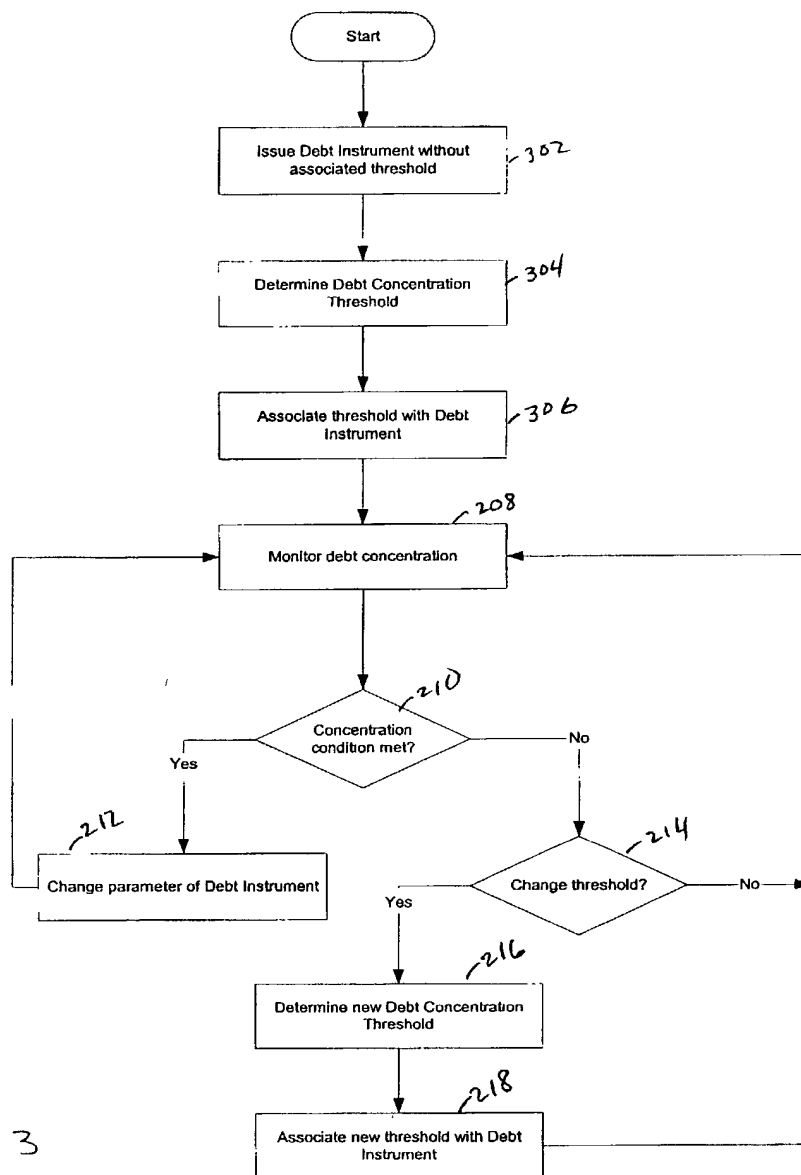 Start
Issue Debt Instrument without
associated threshold
302
Determine Debt Concentration
Threshold
304
Associate threshold with Debt
Instrument
306
208
Monitor debt concentration
210
Concentration
condition met?
Yes
No
212
Change parameter of Debt Instrument
214
Change threshold?
No
Yes
216
Determine new Debt Concentration
Threshold
218
Associate new threshold with Debt
Instrument
3